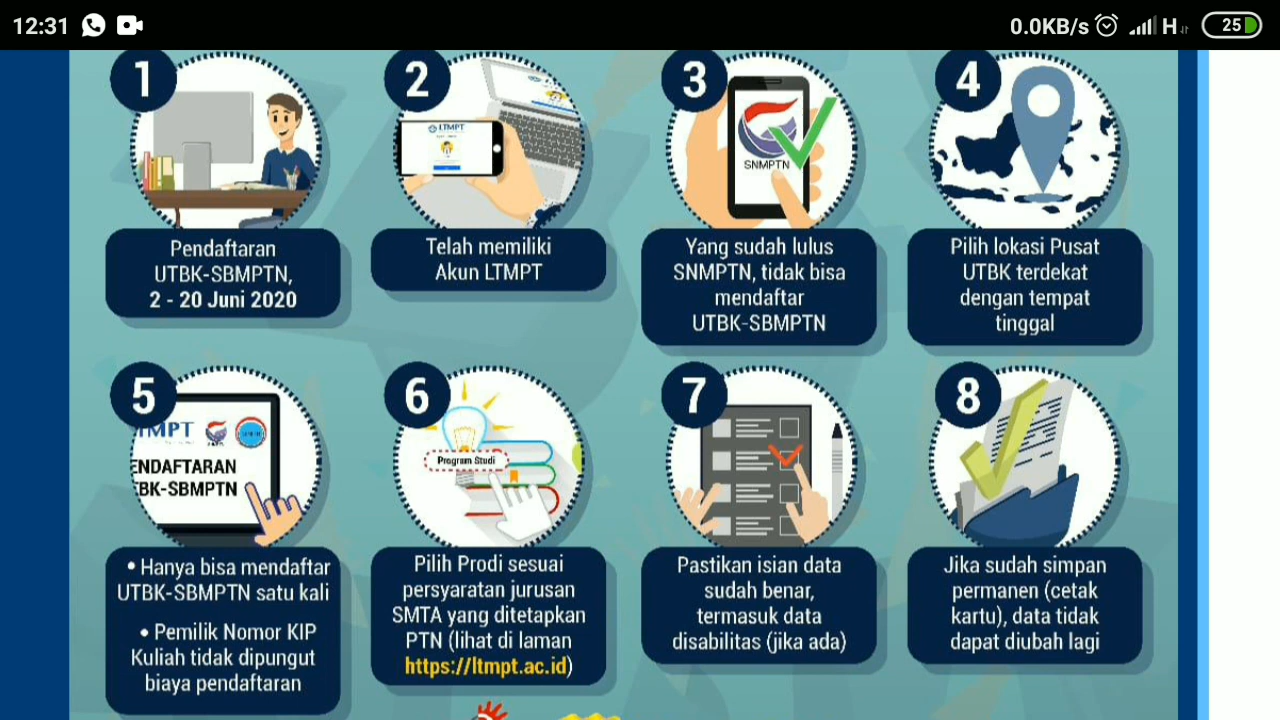 12:31
0.0KB/s
H
25
1
2
3
4
LTMPT
SNMPTN
Pendaftaran
UTBK-SBMPTN,
2 - 20 Juni 2020
Telah memiliki
Akun LTMPT
Yang sudah lulus
SNMPTN, tidak bisa
mendaftar
UTBK-SBMPTN
Pilih lokasi Pusat
UTBK terdekat
dengan tempat
tinggal
5
6
7
8
TMPT
ENDAFTARAN
BK-SBMPTN
Program Studi
• Hanya bisa mendaftar
UTBK-SBMPTN satu kali
• Pemilik Nomor KIP
Kuliah tidak dipungut
biaya pendaftaran
Pilih Prodi sesuai
persyaratan jurusan
SMTA yang ditetapkan
PTN (lihat di laman
https://ltmpt.ac.id)
Pastikan isian data
sudah benar,
termasuk data
disabilitas (jika ada)
Jika sudah simpan
permanen (cetak
kartu), data tidak
dapat diubah lagi